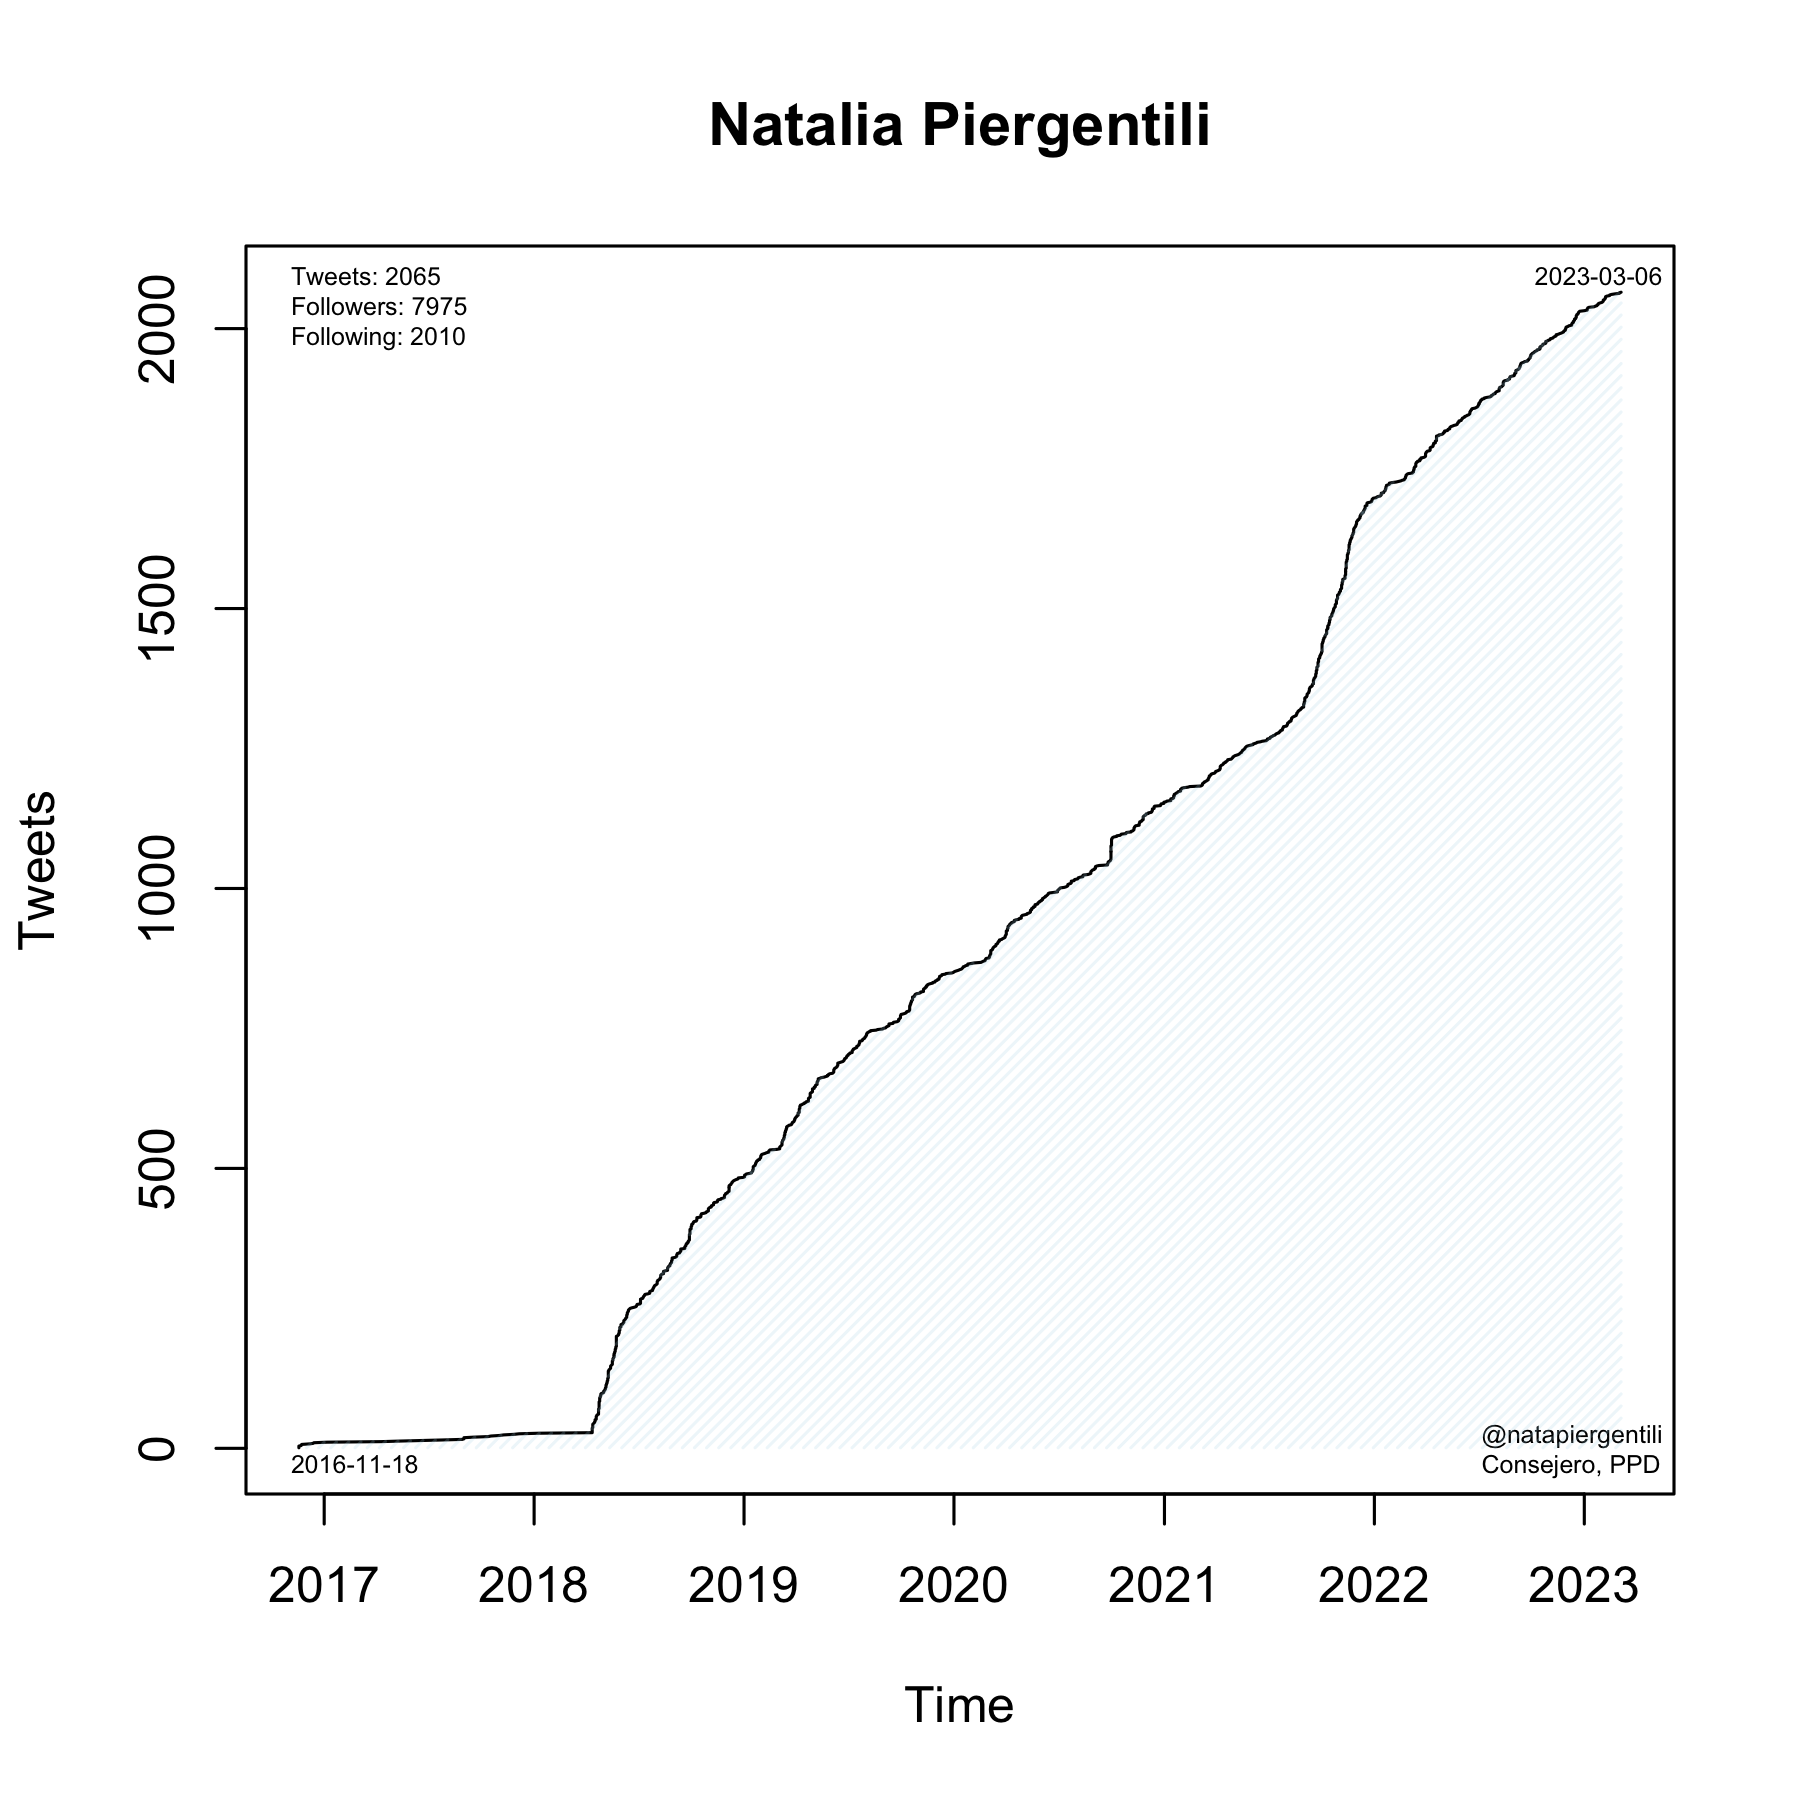 Natalia Piergentili
Tweets: 2065
Followers: 7975
Following: 2010
2023-03-06
2000
1500
1000
500
0
Tweets
@natapiergentili
Consejero, PPD
2016-11-18
2017 2018 2019 2020 2021 2022 2023
Time